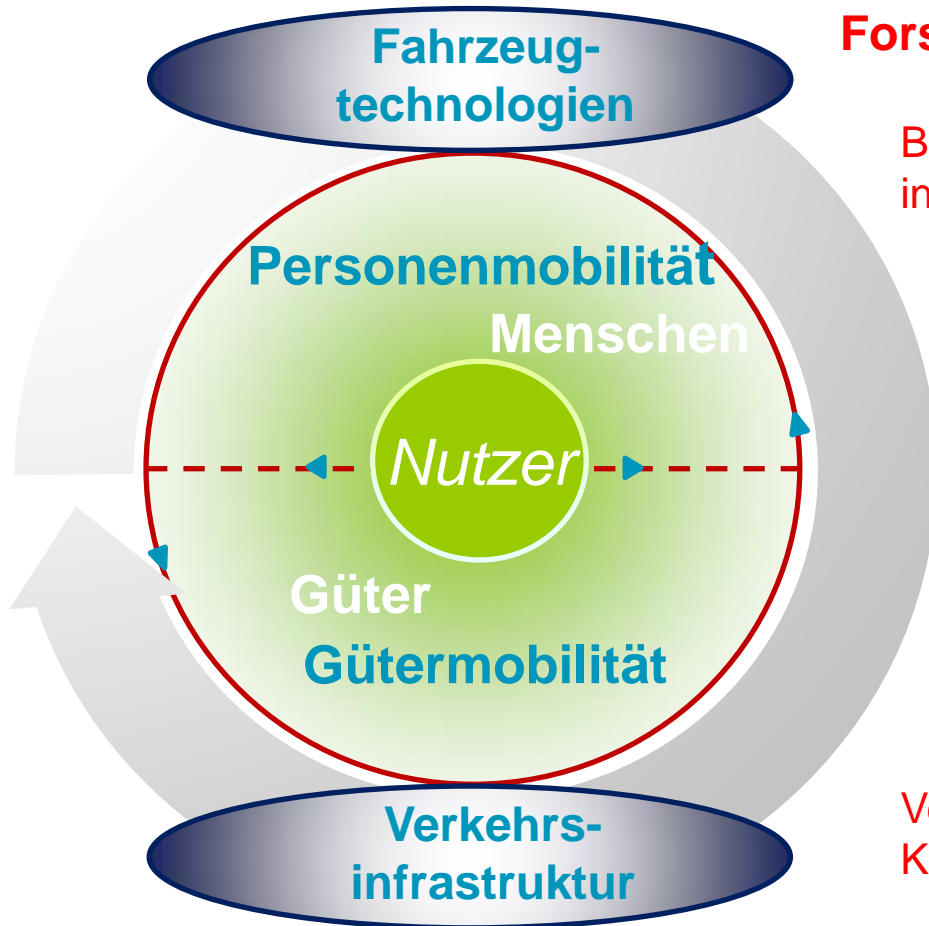 Fahrzeug-
technologien
Personenmobilität
Menschen
Nutzer
Güter
Gütermobilität
Verkehrs-
infrastruktur